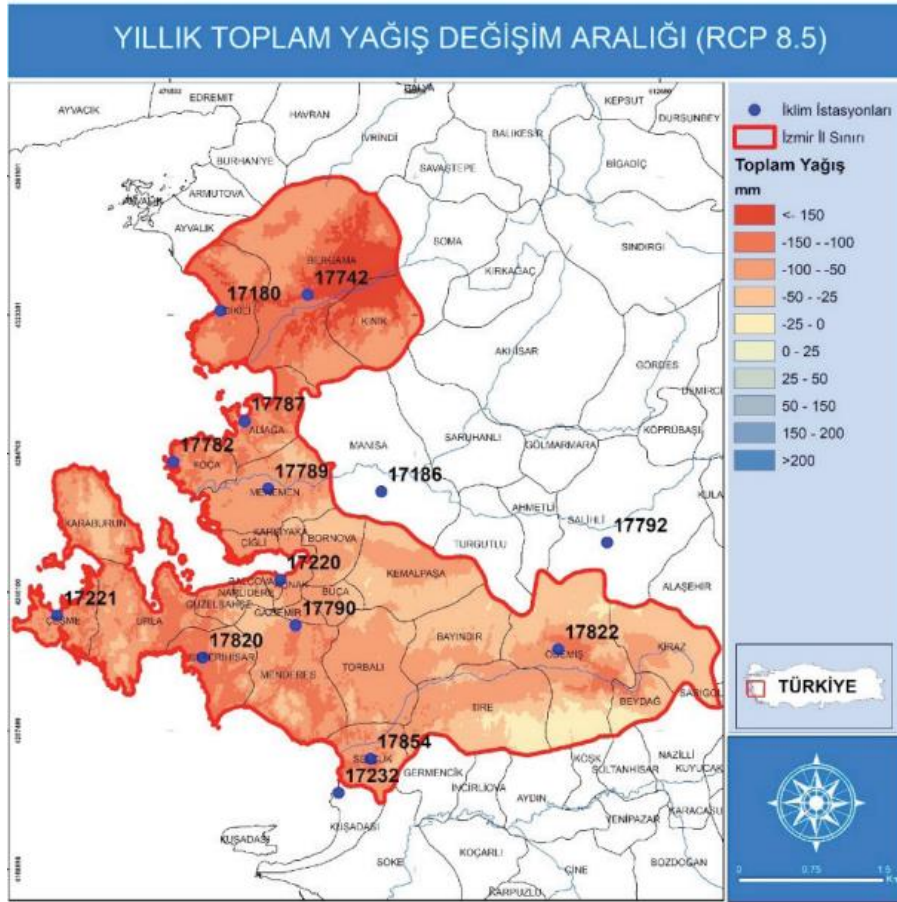 YILLIK TOPLAM YAĞIŞ DEĞİŞİM ARALIĞI (RCP 8.5)
AYVACIK
EDREMIT
HAVRAN
BALYA
İVRİNDİ
BALIKESİR
KEPSUT
DURSUNBEY
BURHANIYE
SAVAŞTEPE
BİGADİÇ
ARMUTOVA
AYVALIK
AYVALIK
SOMA
SINDIRGI
BERGAMA
KIRKAĞAÇ
17180
17742
DİKİLİ
KINIK
AKHİSAR
GÖRDES
DEMİRCİ
17787
ALİAĞA
KÖPRÜBAŞI
17782
MANİSA
SARUHANLI
GÖLMARMARA
FOÇA
17789
17186
MENEMEN
AHMETLİ
SALİHLİ
KULA
KARABURUN
17792
KARŞIYAKA
ÇİĞLİ
BORNOVA
TURGUTLU
17220
KEMALPAŞA
ALAŞEHİR
BALÇOVA
KONAK
NARLIDERE
BUCA
17221
GÜZELBAHÇE
ÇEŞME
URLA
GAZİEMİR
17790
BAYINDIR
17822
17820
ÖDEMİŞ
KİRAZ
SEFERİHİSAR
MENDERES
TORBALI
SARIGÖL
BEYDAĞ
TİRE
17854
SELÇUK
GERMENCİK
KÖŞK
NAZİLLİ
SULTANHİSAR
KUYUCAK
17232
İNCİRLİOVA
AYDIN
KARACASU
KUŞADASI
YENİPAZAR
KUŞADASI
SÖKE
KOÇARLI
ÇİNE
BOZDOĞAN
KARPUZLU
İklim İstasyonları
İzmir İl Sınırı
Toplam Yağış
mm
<- 150
-150 - -100
-100 - -50
-50 - -25
-25 - 0
0 - 25
25 - 50
50 - 150
150 - 200
>200
TÜRKİYE
0 0.75 1.5